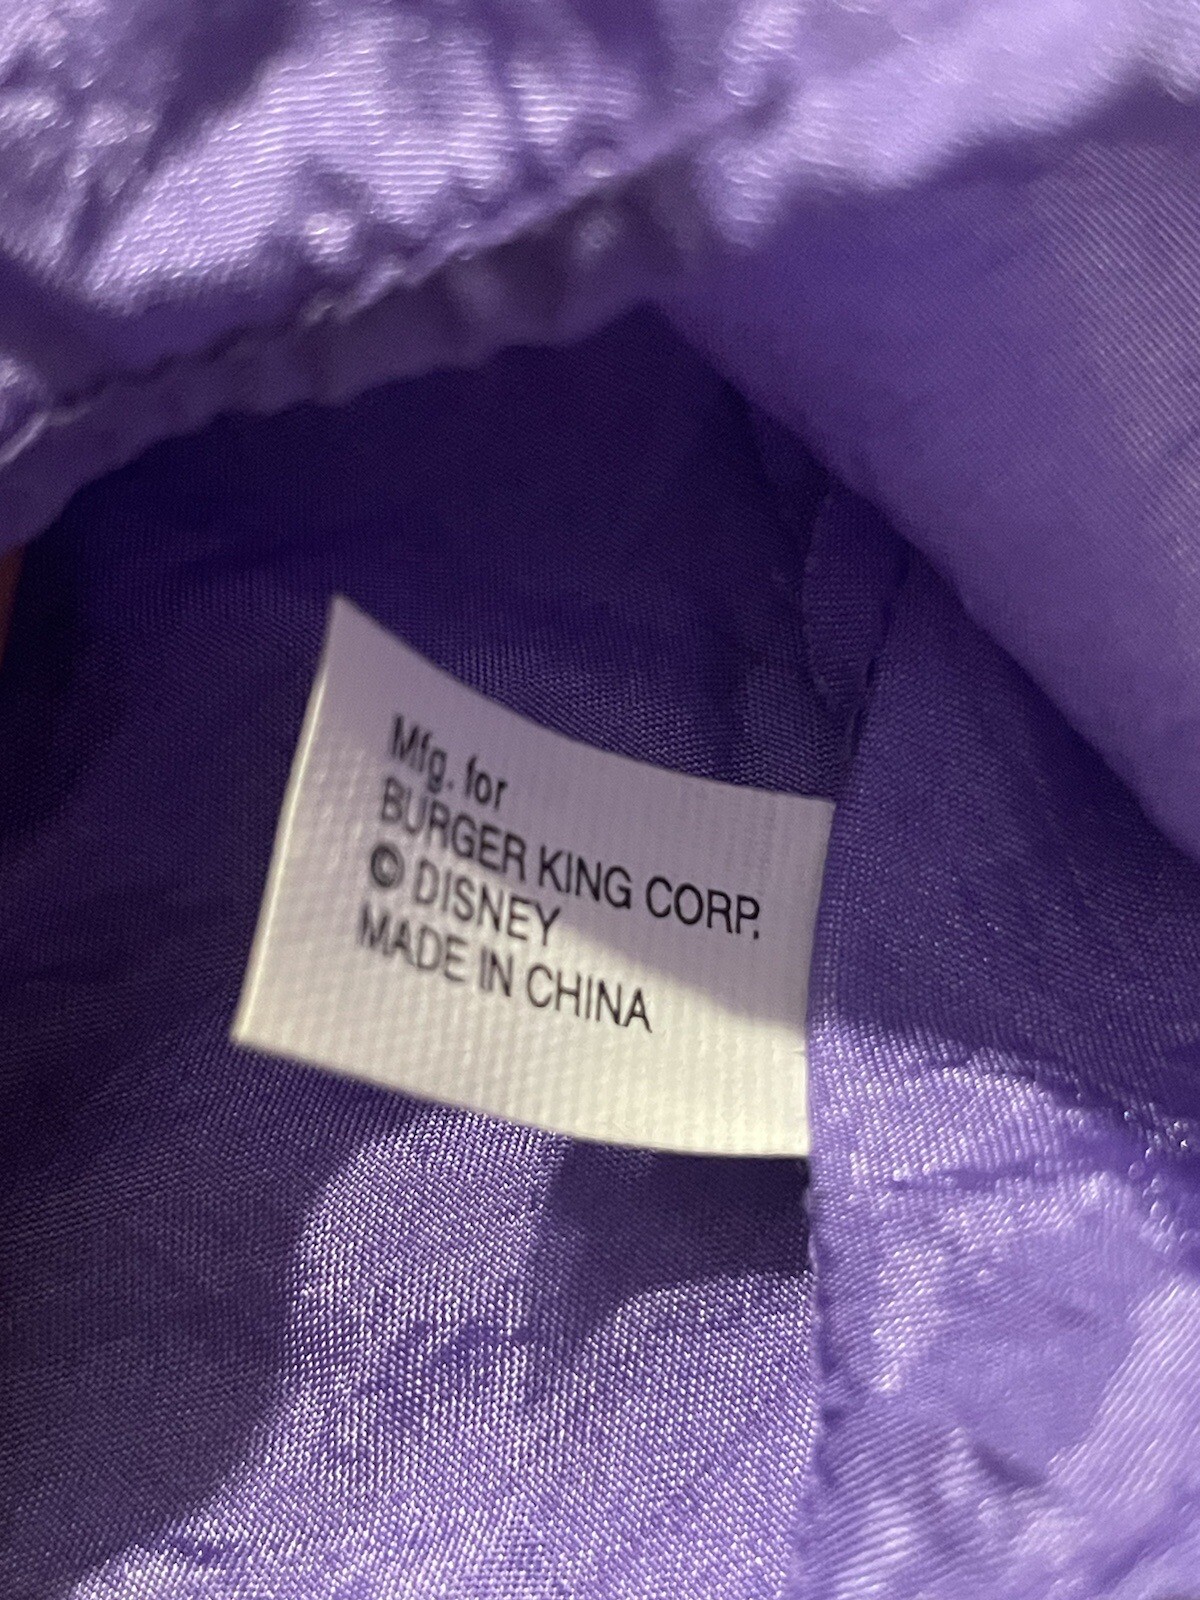 Mfg. for
BURGER KING CORP.
© DISNEY
MADE IN CHINA